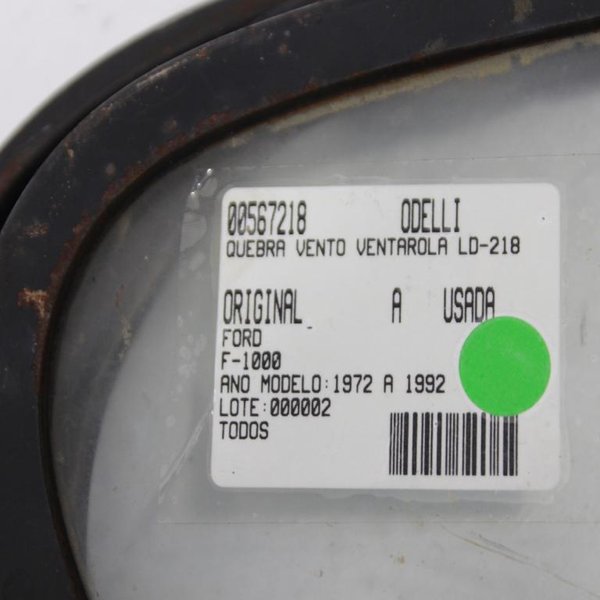 00567218 ODELLI
QUEBRA VENTO VENTAROLA LD-218
ORIGINAL A USADA
FORD
F-1000
ANO MODELO:1972 A 1992
LOTE:000002
TODOS